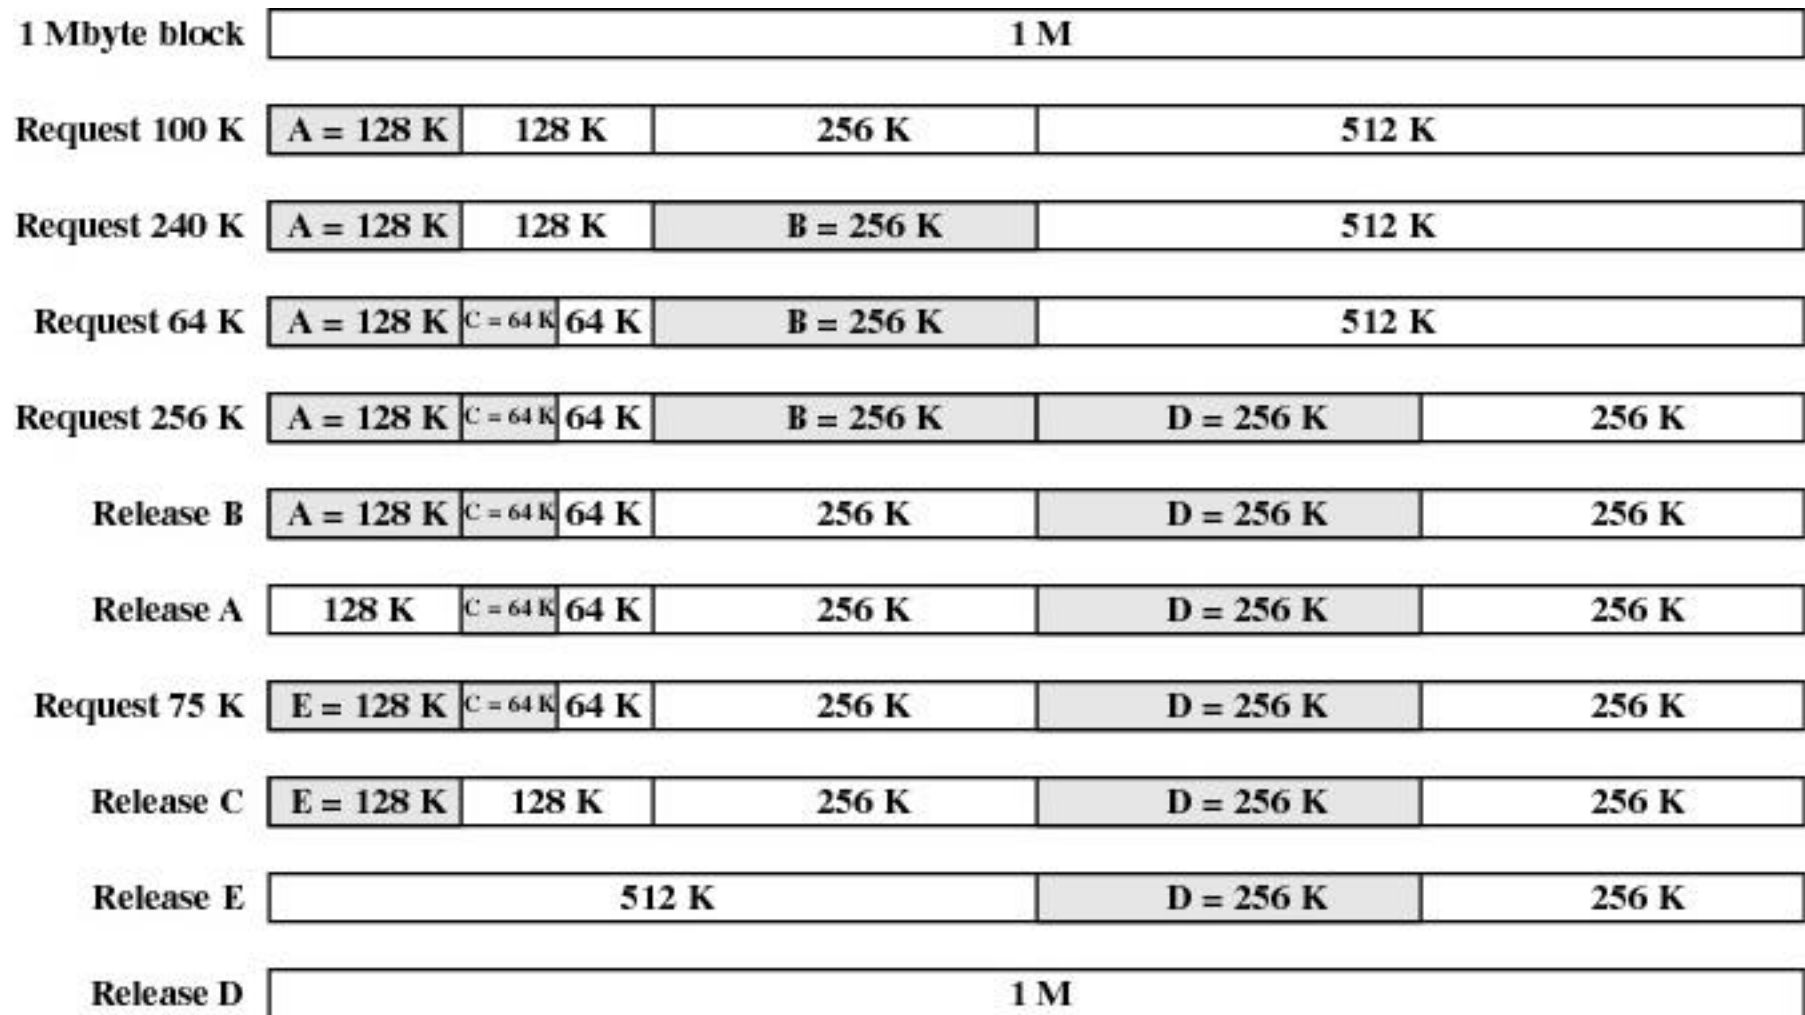 1 Mbyte block 1 M
Request 100 K A = 128 K 128 K 256 K 512 K
Request 240 K A = 128 K 128 K B = 256 K 512 K
Request 64 K A = 128 K C = 64 K 64 K B = 256 K 512 K
Request 256 K A = 128 K C = 64 K 64 K B = 256 K D = 256 K 256 K
Release B A = 128 K C = 64 K 64 K 256 K D = 256 K 256 K
Release A 128 K C = 64 K 64 K 256 K D = 256 K 256 K
Request 75 K E = 128 K C = 64 K 64 K 256 K D = 256 K 256 K
Release C E = 128 K 128 K 256 K D = 256 K 256 K
Release E 512 K D = 256 K 256 K
Release D 1 M